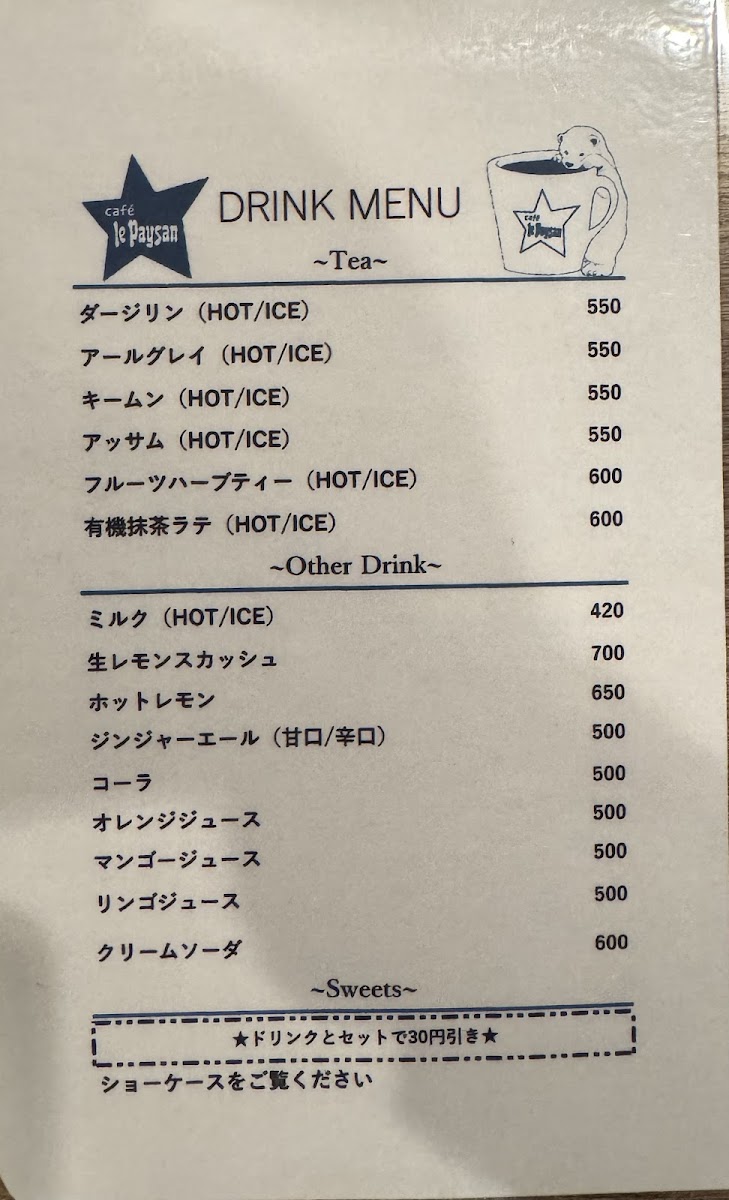 café
le Paysan
DRINK MENU
café
le Paysan
~Tea~
ダージリン（HOT/ICE） 550
アールグレイ（HOT/ICE） 550
キームン（HOT/ICE） 550
アッサム（HOT/ICE） 550
フルーツハーブティー（HOT/ICE） 600
有機抹茶ラテ（HOT/ICE） 600
~Other Drink~
ミルク（HOT/ICE） 420
生レモンスカッシュ 700
ホットレモン 650
ジンジャーエール（甘口/辛口） 500
コーラ 500
オレンジジュース 500
マンゴージュース 500
リンゴジュース 500
クリームソーダ 600
~Sweets~
★ドリンクとセットで30円引き★
ショーケースをご覧ください